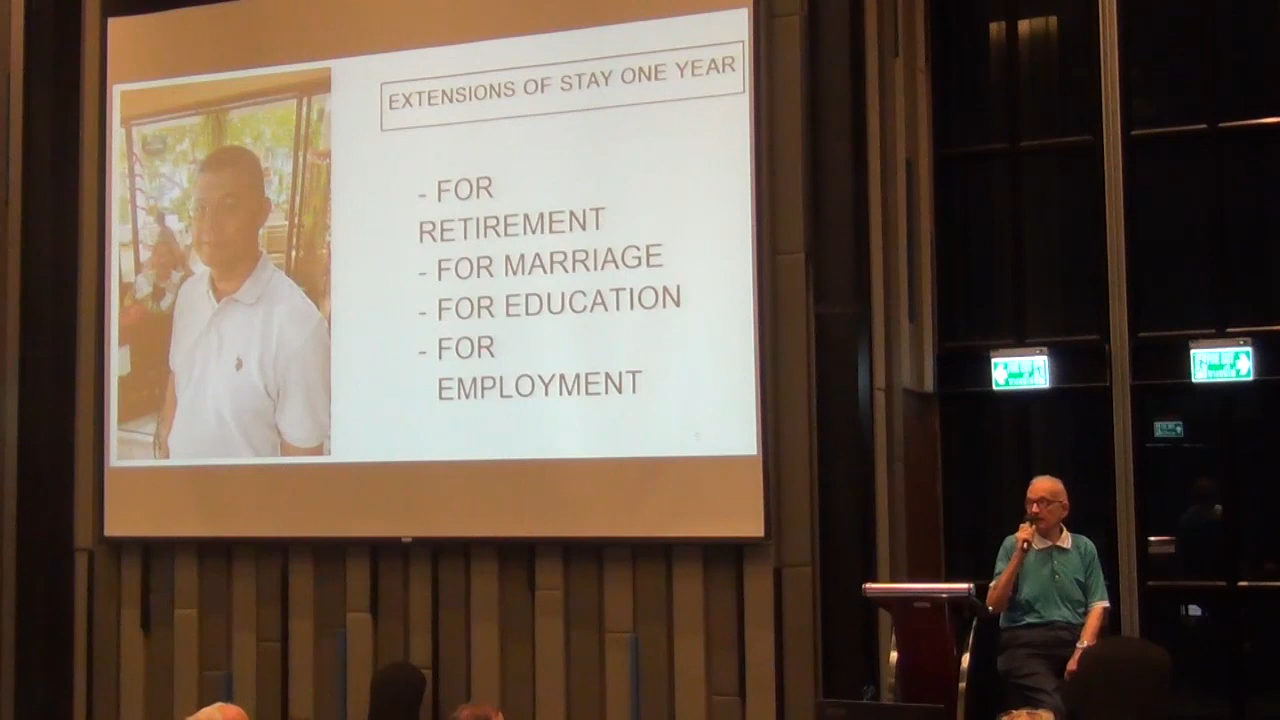 EXTENSIONS OF STAY ONE YEAR
- FOR
RETIREMENT
- FOR MARRIAGE
- FOR EDUCATION
- FOR
EMPLOYMENT